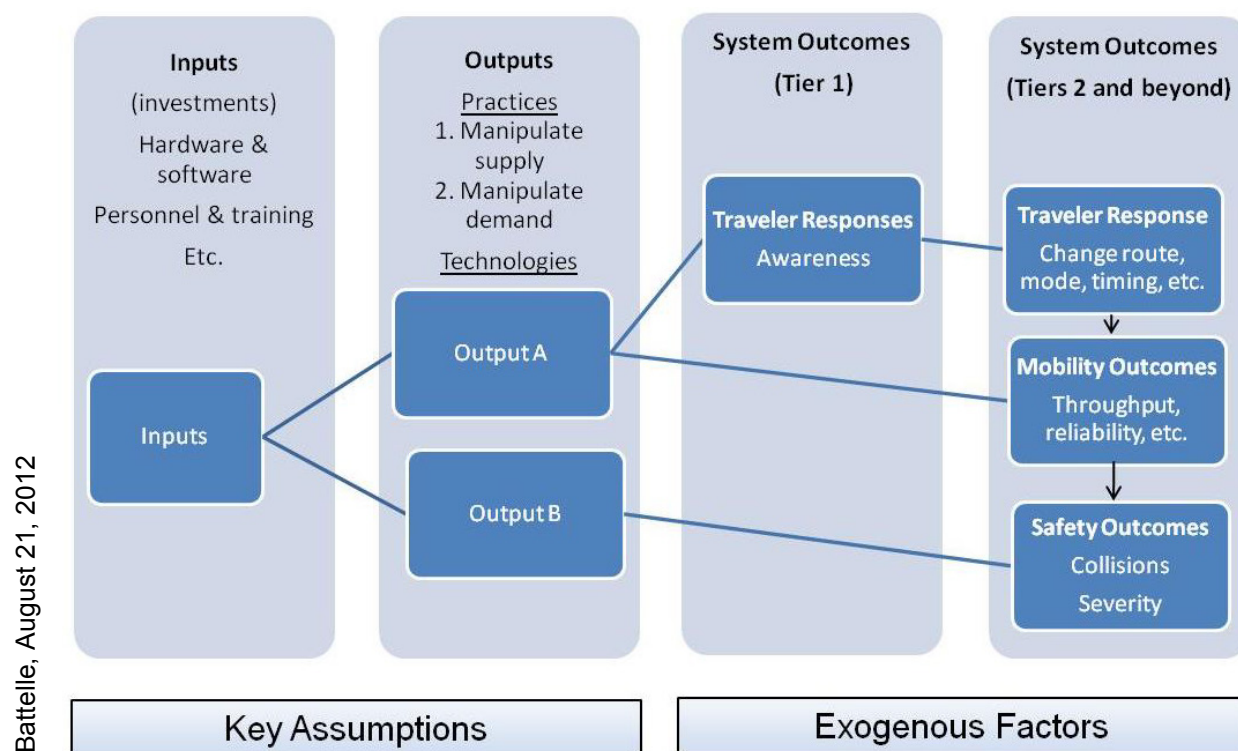 Inputs
(investments)
Hardware &
software
Personnel & training
Etc.
Inputs
Outputs
Practices
1. Manipulate
supply
2. Manipulate
demand
Technologies
Output A
Output B
System Outcomes
(Tier 1)
Traveler Responses
Awareness
System Outcomes
(Tiers 2 and beyond)
Traveler Response
Change route,
mode, timing, etc.
Mobility Outcomes
Throughput,
reliability, etc.
Safety Outcomes
Collisions
Severity
Key Assumptions
Exogenous Factors
Battelle, August 21, 2012